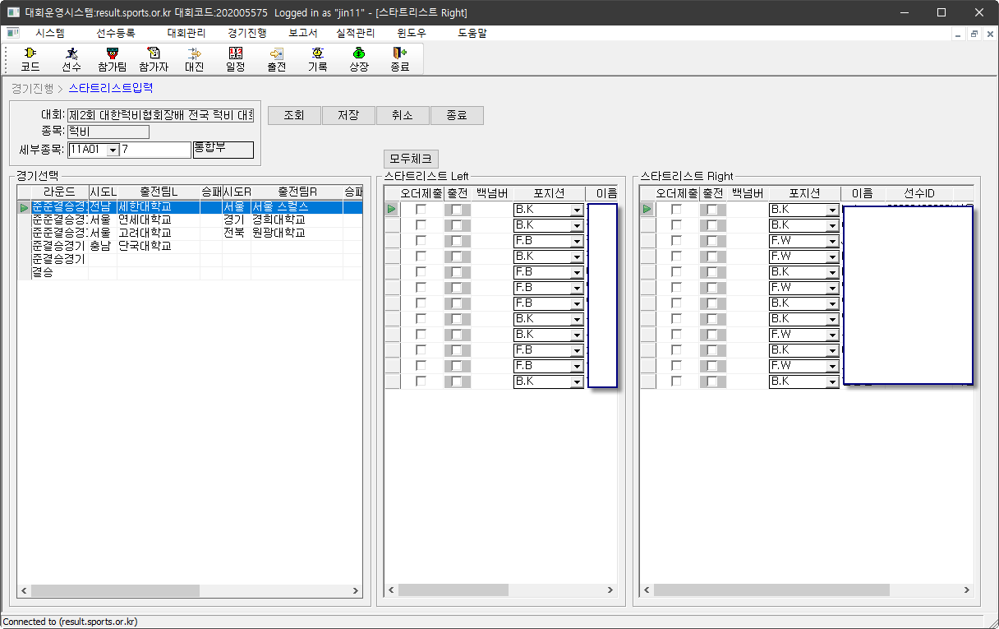 대회운영시스템:result.sports.or.kr 대회코드:202005575 Logged in as "jin11" - [스타트리스트 Right]
시스템 선수등록 대회관리 경기진행 보고서 실적관리 윈도우 도움말
코드 선수 참가팀 참가자 대진 일정 출전 기록 상장 종료
경기진행 > 스타트리스트입력
대회: 제2회 대한럭비협회장배 전국 럭비 대회
조회 저장 취소 종료
종목: 럭비
세부종목: 11A01 7 통합부
모두체크
경기선택
라운드 시도L 출전팀L 승패 시도R 출전팀R 승패
준준결승경 전남 세한대학교 서울 서울 스컬스
준준결승경 서울 연세대학교 경기 경희대학교
준준결승경 서울 고려대학교 전북 원광대학교
준결승경기 충남 단국대학교
준결승경기
결승
스타트리스트 Left
오더제출 출전 백넘버 포지션 이름
B.K
B.K
F.B
B.K
F.B
F.B
F.B
B.K
B.K
F.B
F.B
B.K
스타트리스트 Right
오더제출 출전 백넘버 포지션 이름 선수ID
B.K
B.K
F.W
F.W
B.K
F.W
B.K
B.K
F.W
B.K
F.W
B.K
Connected to (result.sports.or.kr)